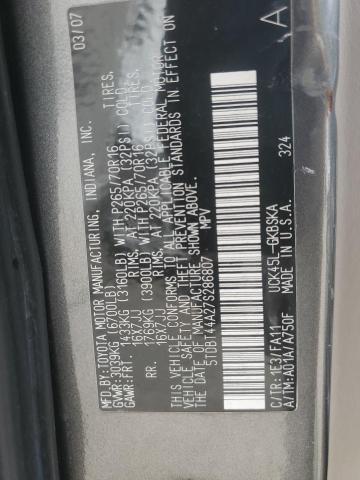 MFD.BY:TOYOTA MOTOR MANUFACTURING, INDIANA, INC. 03/07
GVWR:3039KG (6700LB)
GAWR:FRT. 1433KG (3160LB) WITH P265/70R16
16X7JJ RIMS, AT 220KPA (32PSI) COLD.
RR. 1769KG (3900LB) WITH P265/70R16
16X7JJ RIMS, AT 220KPA (32PSI) COLD.
THIS VEHICLE CONFORMS TO ALL APPLICABLE FEDERAL MOTOR
VEHICLE SAFETY AND THEFT PREVENTION STANDARDS IN EFFECT ON
THE DATE OF MANUFACTURE SHOWN ABOVE.
5TDBT44A27S286807 MPV
A
C/TR: 1E3/FA11 UCK45L-GKBSKA 324
A/TM: A01A/A750F MADE IN U.S.A.